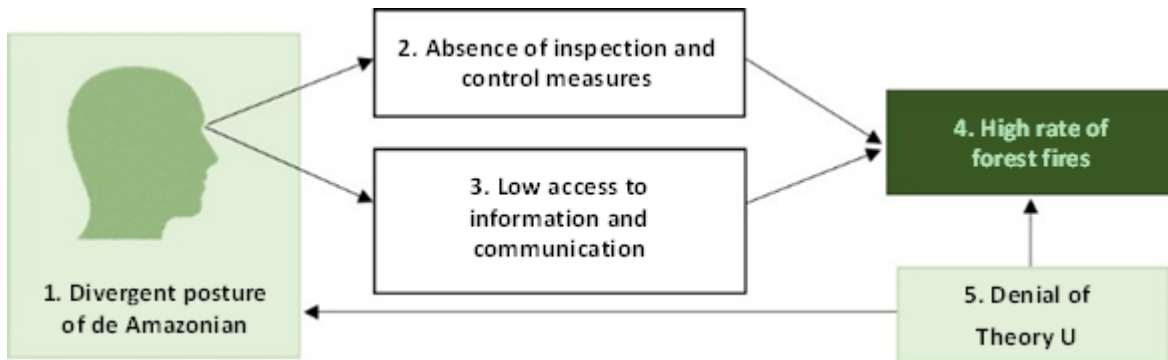 1. Divergent posture
of de Amazonian
2. Absence of inspection and
control measures
3. Low access to
information and
communication
4. High rate of
forest fires
5. Denial of
Theory U